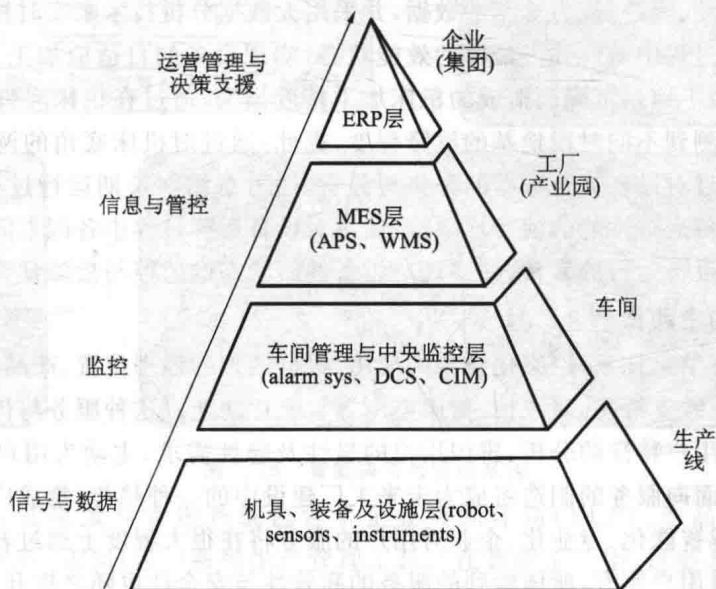 运营管理与
决策支援
企业
(集团)
ERP层
工厂
(产业园)
信息与管控
MES层
(APS、WMS)
车间
监控
车间管理与中央监控层
(alarm sys、DCS、CIM)
生产
线
信号与数据
机具、装备及设施层(robot、
sensors、instruments)